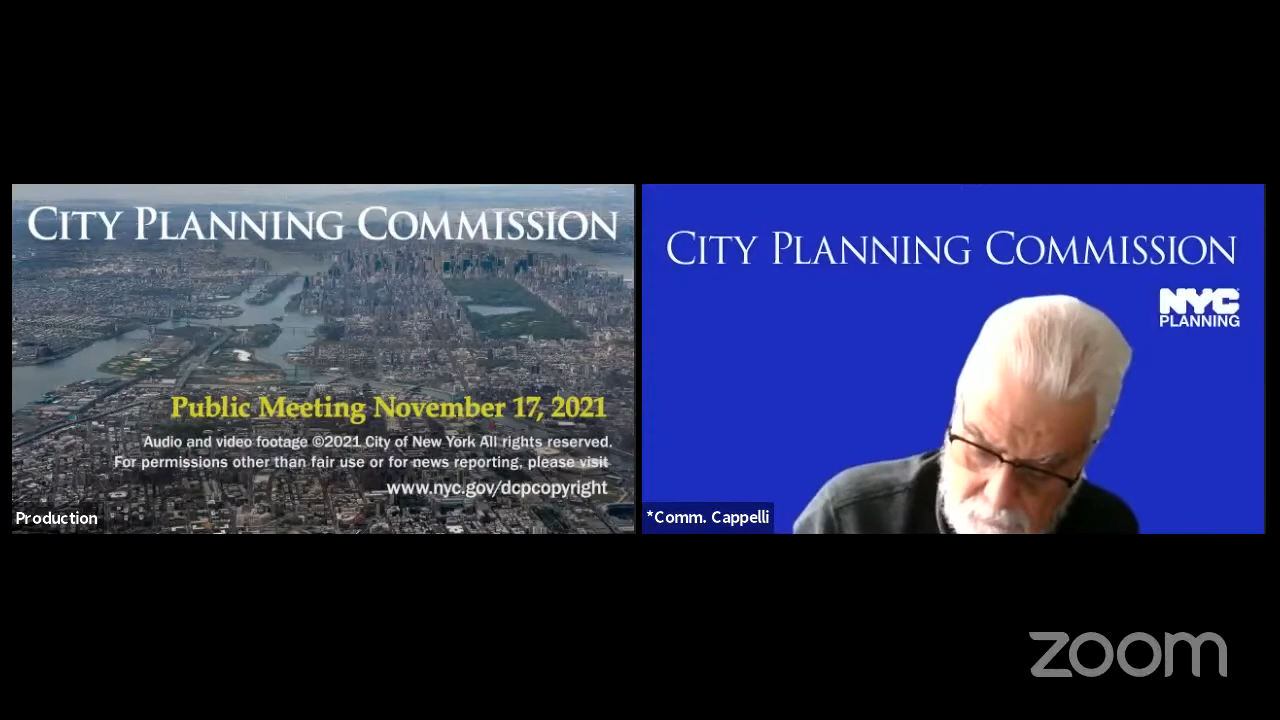 CITY PLANNING COMMISSION
Public Meeting November 17, 2021
Audio and video footage ©2021 City of New York All rights reserved.
For permissions other than fair use or for news reporting, please visit
www.nyc.gov/dcpcopyright
Production
CITY PLANNING COMMISSION
NYC
PLANNING
*Comm. Cappelli
zoom